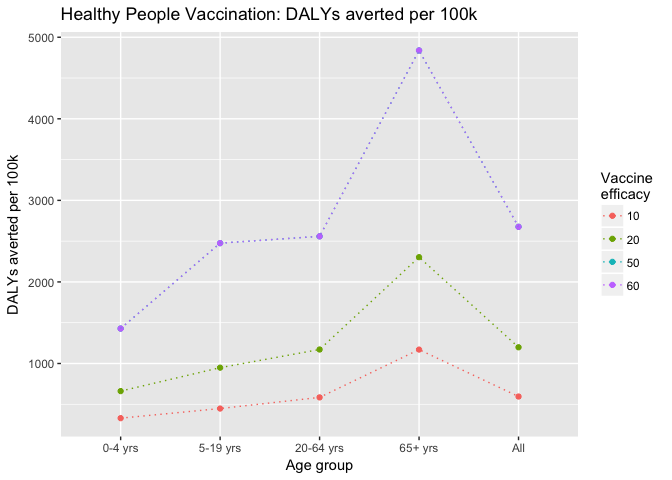 Healthy People Vaccination: DALYs averted per 100k
DALYs averted per 100k
5000
4000
3000
2000
1000
0-4 yrs
5-19 yrs
20-64 yrs
65+ yrs
All
Age group
Vaccine
efficacy
10
20
50
60